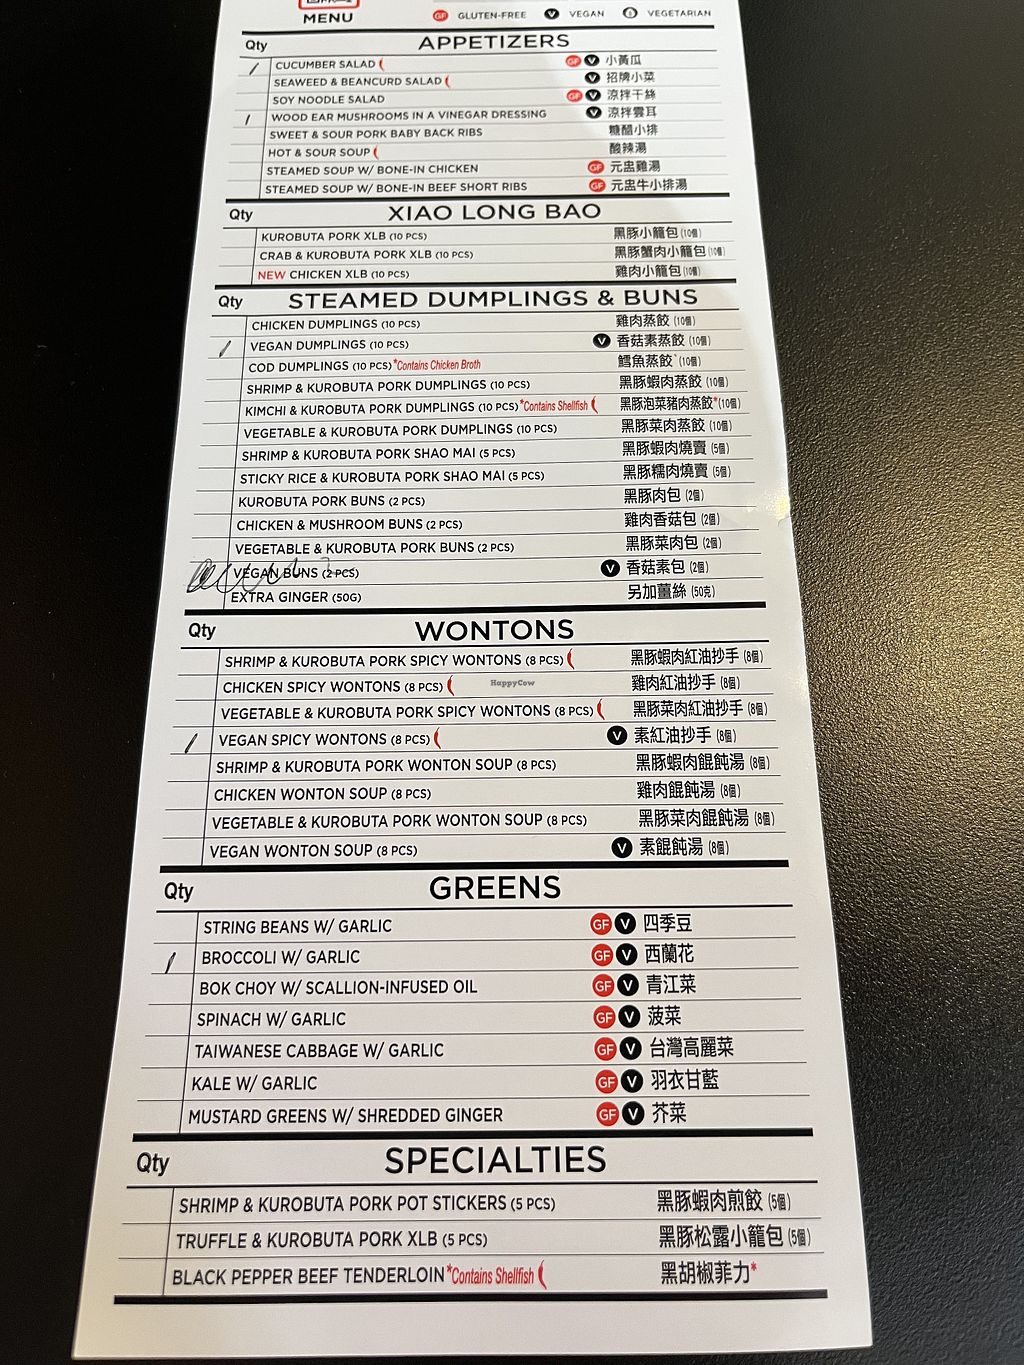 MENU
GF GLUTEN-FREE V VEGAN VEGETARIAN
Qty APPETIZERS
CUCUMBER SALAD GF V 小黃瓜
SEAWEED & BEANCURD SALAD V 招牌小菜
SOY NOODLE SALAD GF V 涼拌干絲
WOOD EAR MUSHROOMS IN A VINEGAR DRESSING V 涼拌雲耳
SWEET & SOUR PORK BABY BACK RIBS 糖醋小排
HOT & SOUR SOUP 酸辣湯
STEAMED SOUP W/ BONE-IN CHICKEN GF 元盅雞湯
STEAMED SOUP W/ BONE-IN BEEF SHORT RIBS GF 元盅牛小排湯
Qty XIAO LONG BAO
KUROBUTA PORK XLB (10 PCS) 黑豚小籠包 (10個)
CRAB & KUROBUTA PORK XLB (10 PCS) 黑豚蟹肉小籠包 (10個)
NEW CHICKEN XLB (10 PCS) 雞肉小籠包 (10個)
Qty STEAMED DUMPLINGS & BUNS
CHICKEN DUMPLINGS (10 PCS) 雞肉蒸餃 (10個)
VEGAN DUMPLINGS (10 PCS) V 香菇素蒸餃 (10個)
COD DUMPLINGS (10 PCS) *Contains Chicken Broth 鱈魚蒸餃* (10個)
SHRIMP & KUROBUTA PORK DUMPLINGS (10 PCS) 黑豚蝦肉蒸餃 (10個)
KIMCHI & KUROBUTA PORK DUMPLINGS (10 PCS) *Contains Shellfish 黑豚泡菜豬肉蒸餃* (10個)
VEGETABLE & KUROBUTA PORK DUMPLINGS (10 PCS) 黑豚菜肉蒸餃 (10個)
SHRIMP & KUROBUTA PORK SHAO MAI (5 PCS) 黑豚蝦肉燒賣 (5個)
STICKY RICE & KUROBUTA PORK SHAO MAI (5 PCS) 黑豚糯肉燒賣 (5個)
KUROBUTA PORK BUNS (2 PCS) 黑豚肉包 (2個)
CHICKEN & MUSHROOM BUNS (2 PCS) 雞肉香菇包 (2個)
VEGETABLE & KUROBUTA PORK BUNS (2 PCS) 黑豚菜肉包 (2個)
VEGAN BUNS (2 PCS) V 香菇素包 (2個)
EXTRA GINGER (50G) 另加薑絲 (50克)
Qty WONTONS
SHRIMP & KUROBUTA PORK SPICY WONTONS (8 PCS) 黑豚蝦肉紅油抄手 (8個)
CHICKEN SPICY WONTONS (8 PCS) HappyCow 雞肉紅油抄手 (8個)
VEGETABLE & KUROBUTA PORK SPICY WONTONS (8 PCS) 黑豚菜肉紅油抄手 (8個)
VEGAN SPICY WONTONS (8 PCS) V 素紅油抄手 (8個)
SHRIMP & KUROBUTA PORK WONTON SOUP (8 PCS) 黑豚蝦肉餛飩湯 (8個)
CHICKEN WONTON SOUP (8 PCS) 雞肉餛飩湯 (8個)
VEGETABLE & KUROBUTA PORK WONTON SOUP (8 PCS) 黑豚菜肉餛飩湯 (8個)
VEGAN WONTON SOUP (8 PCS) V 素餛飩湯 (8個)
Qty GREENS
STRING BEANS W/ GARLIC GF V 四季豆
BROCCOLI W/ GARLIC GF V 西蘭花
BOK CHOY W/ SCALLION-INFUSED OIL GF V 青江菜
SPINACH W/ GARLIC GF V 菠菜
TAIWANESE CABBAGE W/ GARLIC GF V 台灣高麗菜
KALE W/ GARLIC GF V 羽衣甘藍
MUSTARD GREENS W/ SHREDDED GINGER GF V 芥菜
Qty SPECIALTIES
SHRIMP & KUROBUTA PORK POT STICKERS (5 PCS) 黑豚蝦肉煎餃 (5個)
TRUFFLE & KUROBUTA PORK XLB (5 PCS) 黑豚松露小籠包 (5個)
BLACK PEPPER BEEF TENDERLOIN *Contains Shellfish 黑胡椒菲力*